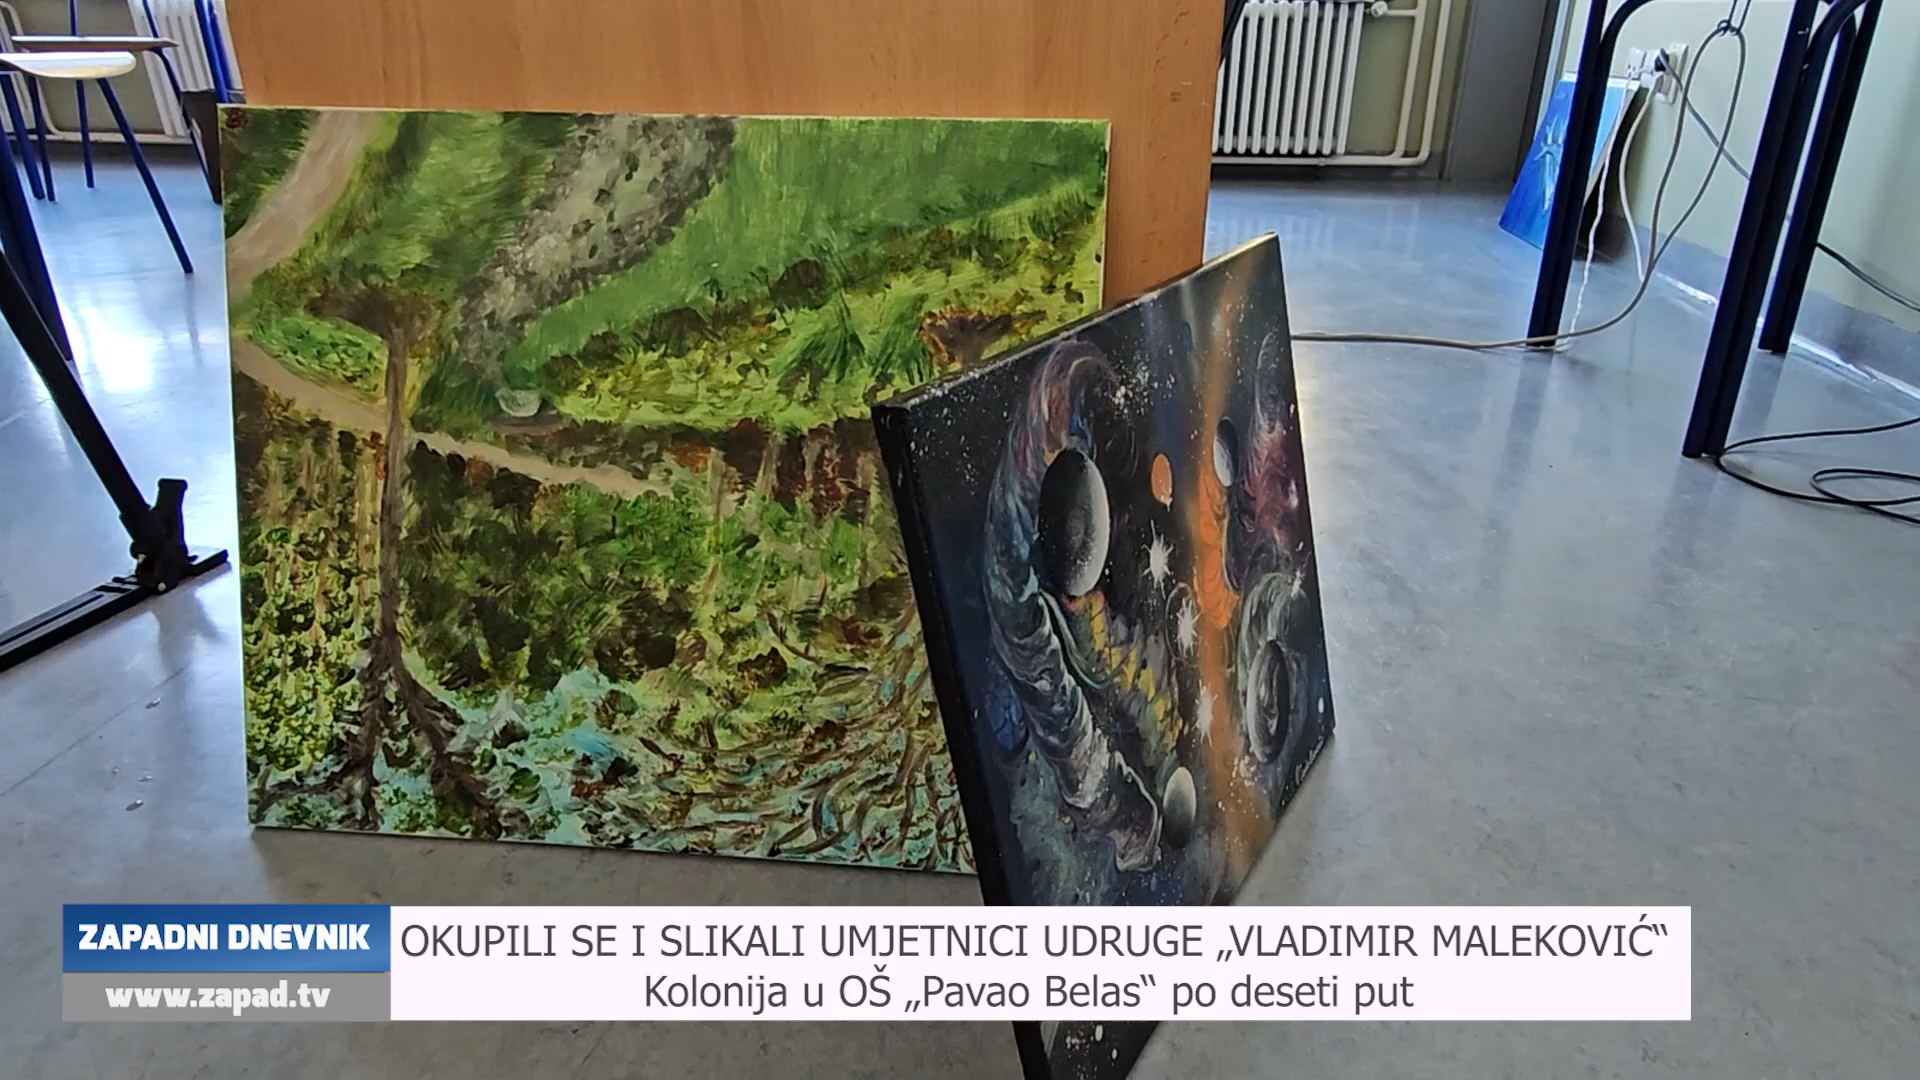 ZAPADNI DNEVNIK
www.zapad.tv
OKUPILI SE I SLIKALI UMJETNICI UDRUGE „VLADIMIR MALEKOVIĆ“
Kolonija u OŠ „Pavao Belas“ po deseti put